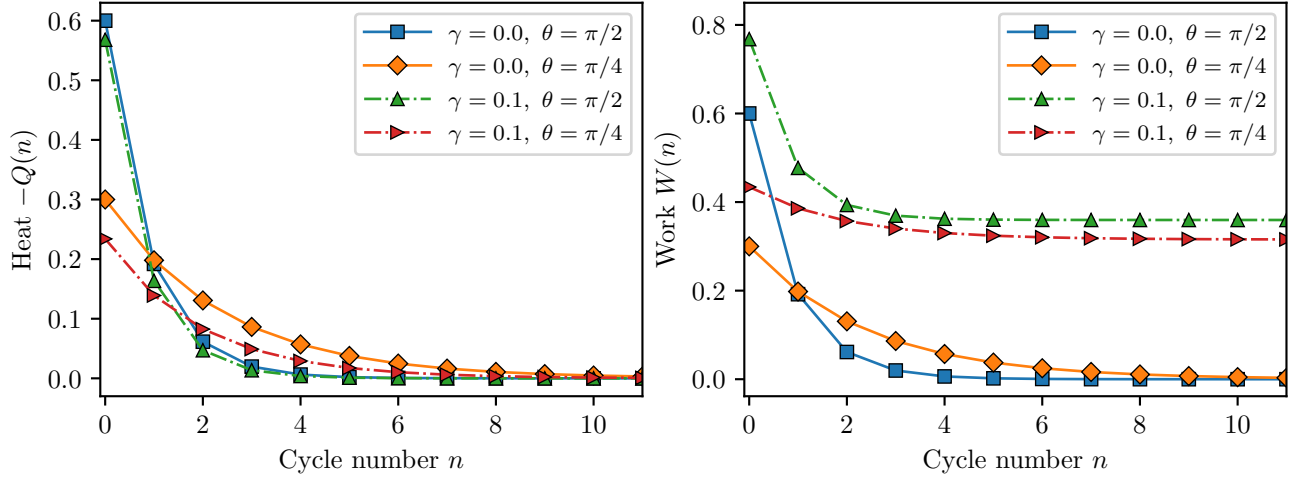 0.6
0.5
0.4
0.3
0.2
0.1
0.0
Heat −Q(n)
0 2 4 6 8 10
Cycle number n
γ = 0.0, θ = π/2
γ = 0.0, θ = π/4
γ = 0.1, θ = π/2
γ = 0.1, θ = π/4
0.8
0.6
0.4
0.2
0.0
Work W(n)
0 2 4 6 8 10
Cycle number n
γ = 0.0, θ = π/2
γ = 0.0, θ = π/4
γ = 0.1, θ = π/2
γ = 0.1, θ = π/4